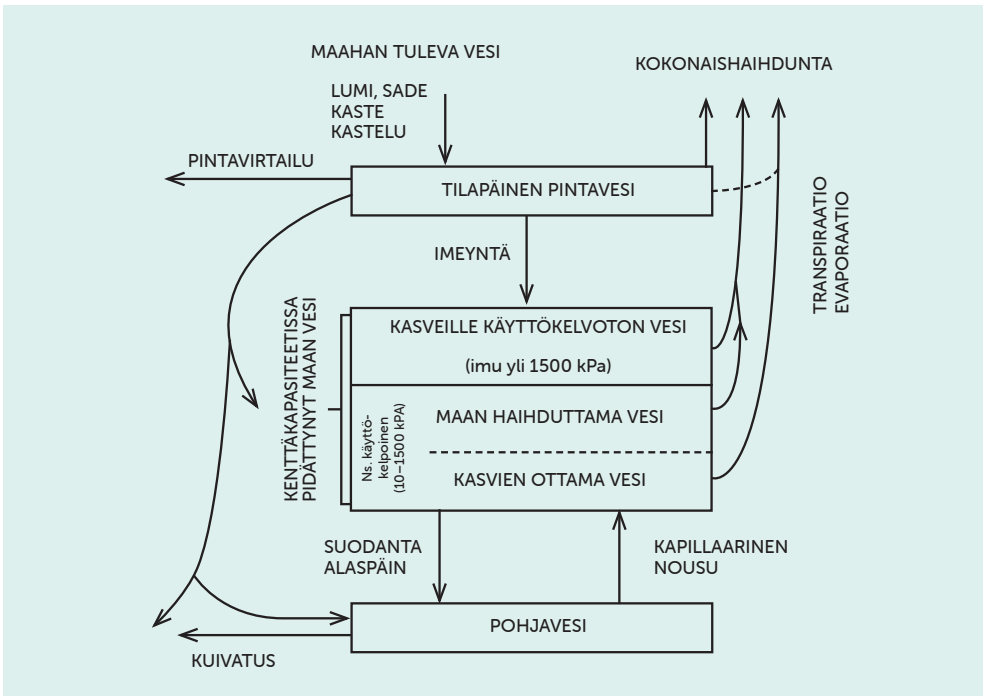 MAAHAN TULEVA VESI
KOKONAISHAIHDUNTA
LUMI, SADE
KASTE
KASTELU
PINTAVIRTAILU
TILAPÄINEN PINTAVESI
TRANSPIRAATIO
EVAPORAATIO
IMEYNTÄ
KENTTÄKAPASITEETISSA
PIDÄTTYNYT MAAN VESI
KASVEILLE KÄYTTÖKELVOTON VESI
(imu yli 1500 kPa)
Ns. käyttö-
kelpoinen
(10–1500 kPA)
MAAN HAIHDUTTAMA VESI
KASVIEN OTTAMA VESI
SUODANTA
ALASPÄIN
KAPILLAARINEN
NOUSU
POHJAVESI
KUIVATUS